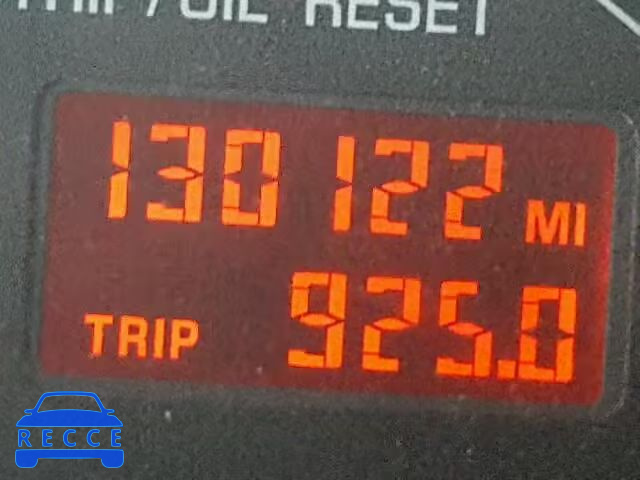 TRIP/OIL RESET
130122 MI
TRIP 925.0
RECCE